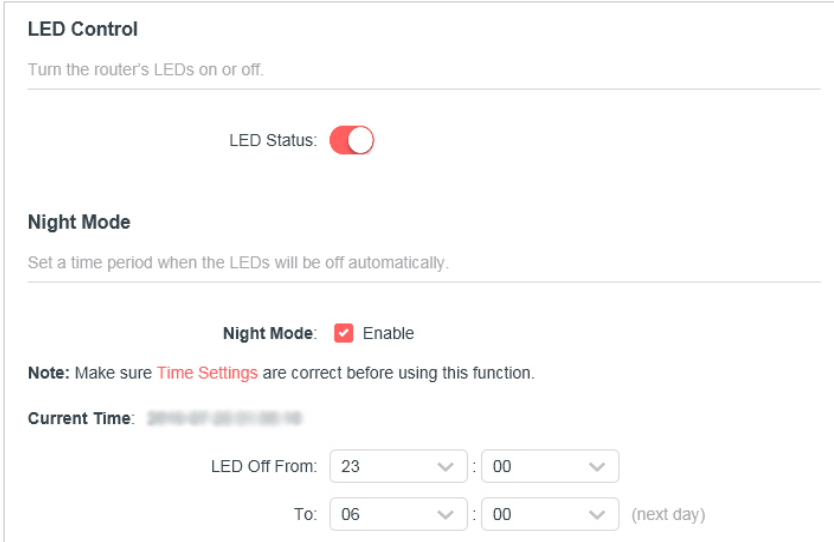 LED Control
Turn the router's LEDs on or off.
LED Status:
Night Mode
Set a time period when the LEDs will be off automatically.
Night Mode: Enable
Note: Make sure Time Settings are correct before using this function.
Current Time:
LED Off From: 23 : 00
To: 06 : 00 (next day)